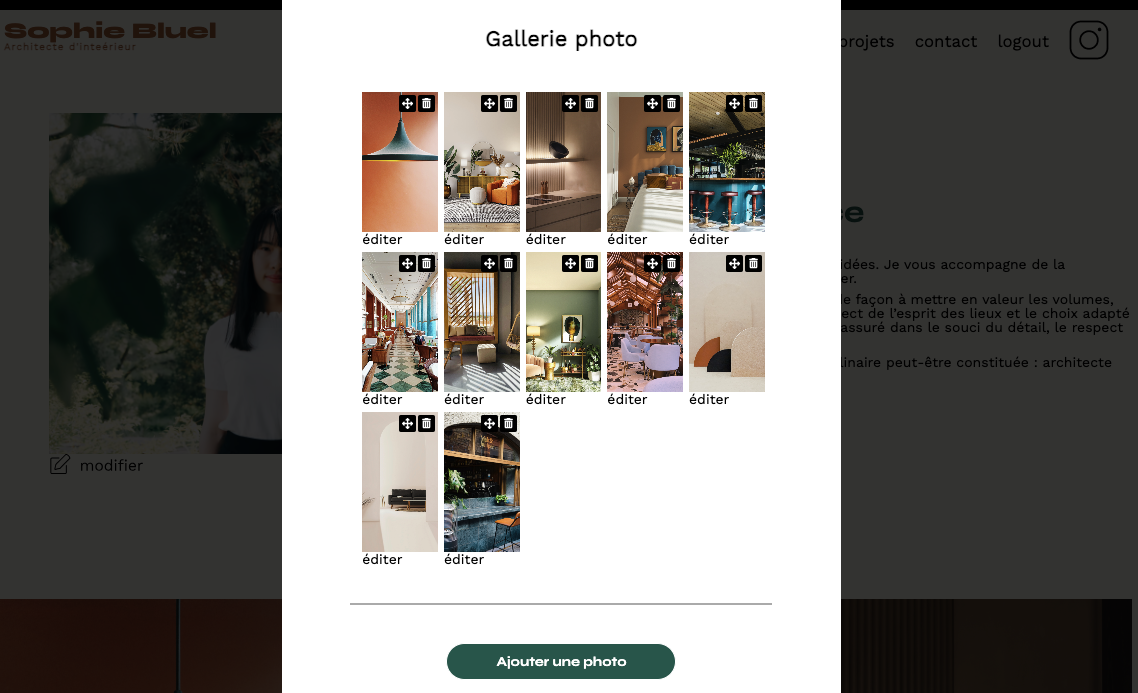 Sophie Bluel
Architecte d'intérieur
projets contact logout
Gallerie photo
éditer éditer éditer éditer éditer
éditer éditer éditer éditer éditer
éditer éditer
Ajouter une photo
modifier
idées. Je vous accompagne de la
façon à mettre en valeur les volumes,
de l'esprit des lieux et le choix adapté
assuré dans le souci du détail, le respect
peut-être constituée : architecte